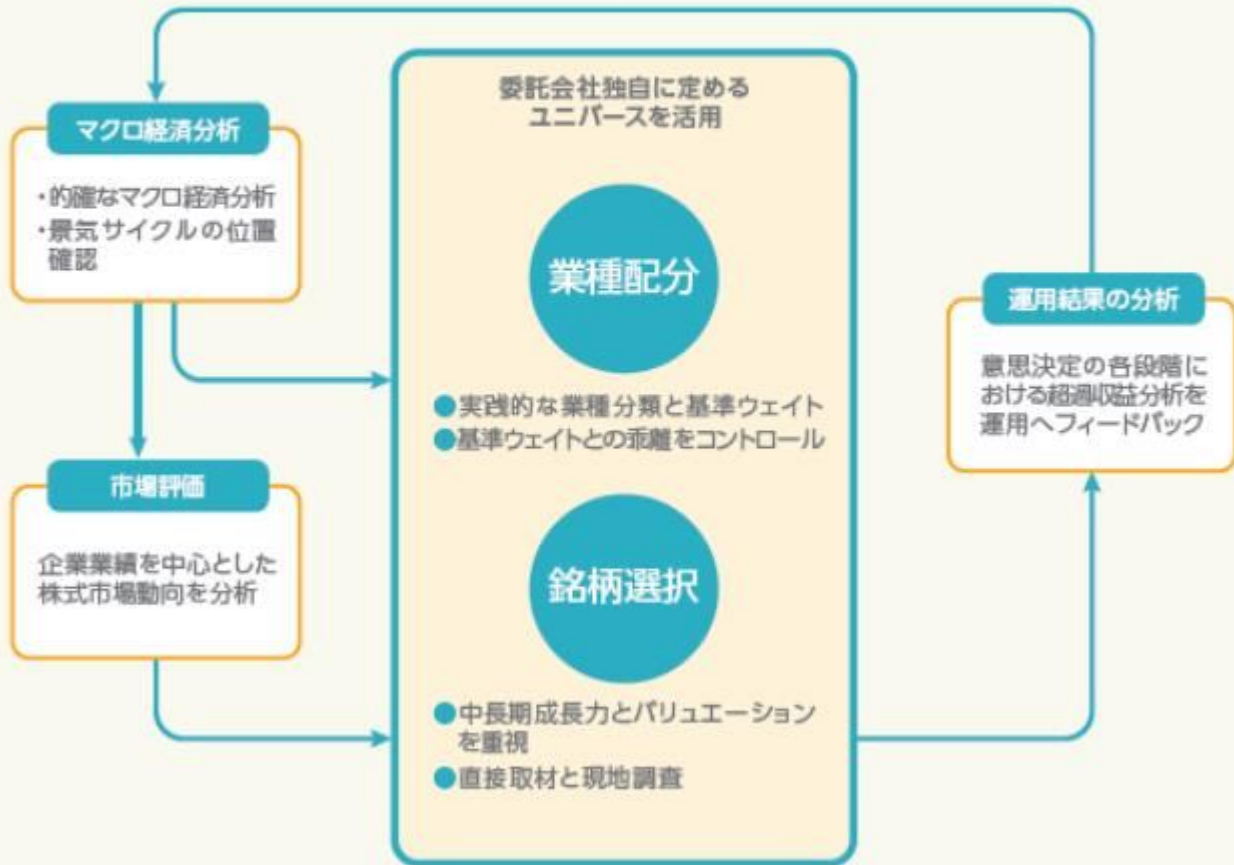 マクロ経済分析
・的確なマクロ経済分析
・景気サイクルの位置
確認
市場評価
企業業績を中心とした
株式市場動向を分析
委託会社独自に定める
ユニバースを活用
業種配分
●実践的な業種分類と基準ウェイト
●基準ウェイトとの乖離をコントロール
銘柄選択
●中長期成長力とバリュエーション
を重視
●直接取材と現地調査
運用結果の分析
意思決定の各段階に
おける超過収益分析を
運用へフィードバック